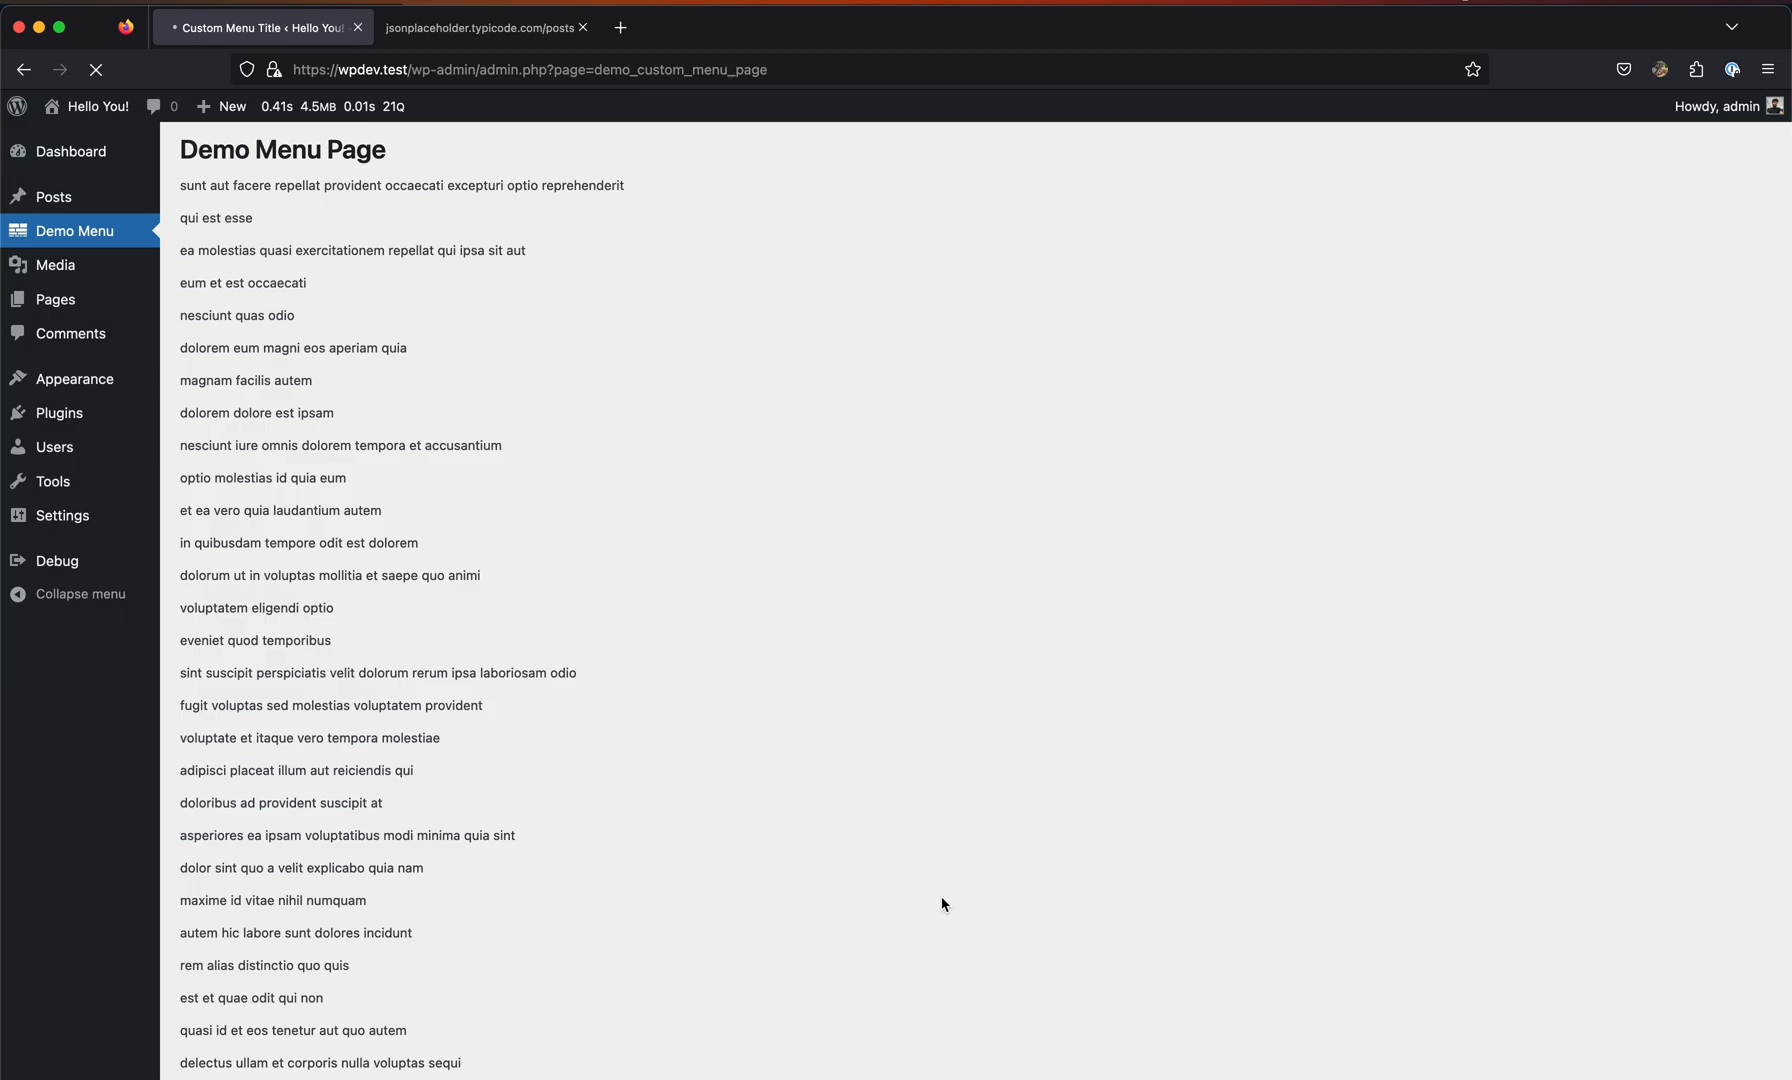 Custom Menu Title ‹ Hello You!
jsonplaceholder.typicode.com/posts
https://wpdev.test/wp-admin/admin.php?page=demo_custom_menu_page
Hello You! 0 New 0.41s 4.5MB 0.01s 21Q Howdy, admin
Dashboard
Posts
Demo Menu
Media
Pages
Comments
Appearance
Plugins
Users
Tools
Settings
Debug
Collapse menu
Demo Menu Page
sunt aut facere repellat provident occaecati excepturi optio reprehenderit
qui est esse
ea molestias quasi exercitationem repellat qui ipsa sit aut
eum et est occaecati
nesciunt quas odio
dolorem eum magni eos aperiam quia
magnam facilis autem
dolorem dolore est ipsam
nesciunt iure omnis dolorem tempora et accusantium
optio molestias id quia eum
et ea vero quia laudantium autem
in quibusdam tempore odit est dolorem
dolorum ut in voluptas mollitia et saepe quo animi
voluptatem eligendi optio
eveniet quod temporibus
sint suscipit perspiciatis velit dolorum rerum ipsa laboriosam odio
fugit voluptas sed molestias voluptatem provident
voluptate et itaque vero tempora molestiae
adipisci placeat illum aut reiciendis qui
doloribus ad provident suscipit at
asperiores ea ipsam voluptatibus modi minima quia sint
dolor sint quo a velit explicabo quia nam
maxime id vitae nihil numquam
autem hic labore sunt dolores incidunt
rem alias distinctio quo quis
est et quae odit qui non
quasi id et eos tenetur aut quo autem
delectus ullam et corporis nulla voluptas sequi